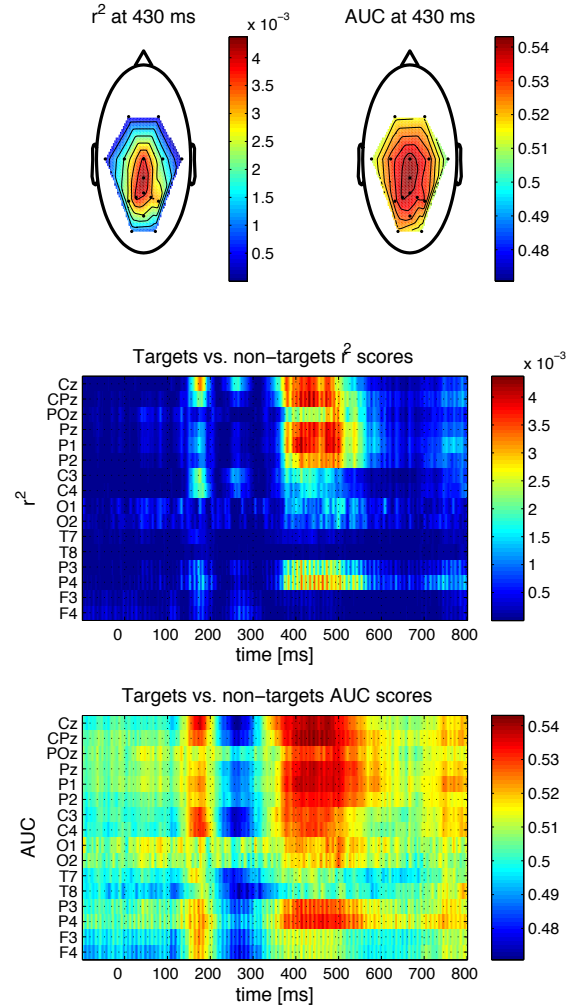 r² at 430 ms
AUC at 430 ms
x 10⁻³
4
3.5
3
2.5
2
1.5
1
0.5
0.54
0.53
0.52
0.51
0.5
0.49
0.48
Targets vs. non−targets r² scores
x 10⁻³
Cz
CPz
POz
Pz
P1
P2
C3
C4
O1
O2
T7
T8
P3
P4
F3
F4
r²
0 100 200 300 400 500 600 700 800
time [ms]
4
3.5
3
2.5
2
1.5
1
0.5
Targets vs. non−targets AUC scores
Cz
CPz
POz
Pz
P1
P2
C3
C4
O1
O2
T7
T8
P3
P4
F3
F4
AUC
0 100 200 300 400 500 600 700 800
time [ms]
0.54
0.53
0.52
0.51
0.5
0.49
0.48